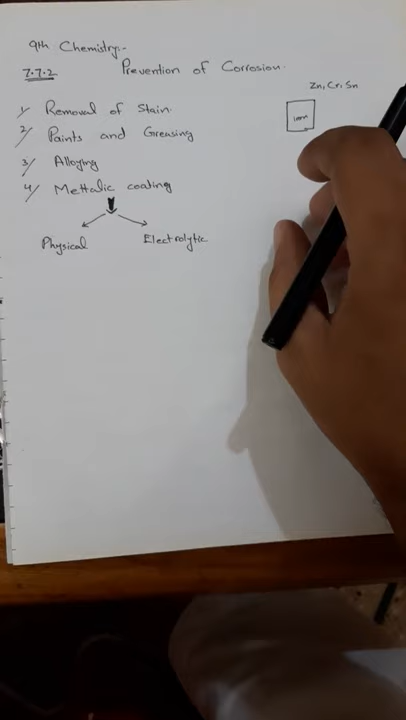 9th Chemistry:-
7.7.2 Prevention of Corrosion.
Zn, Cr, Sn
1/ Removal of Stain.
iron
2/ Paints and Greasing
3/ Alloying
4/ Mettalic coating
Physical Electrolytic